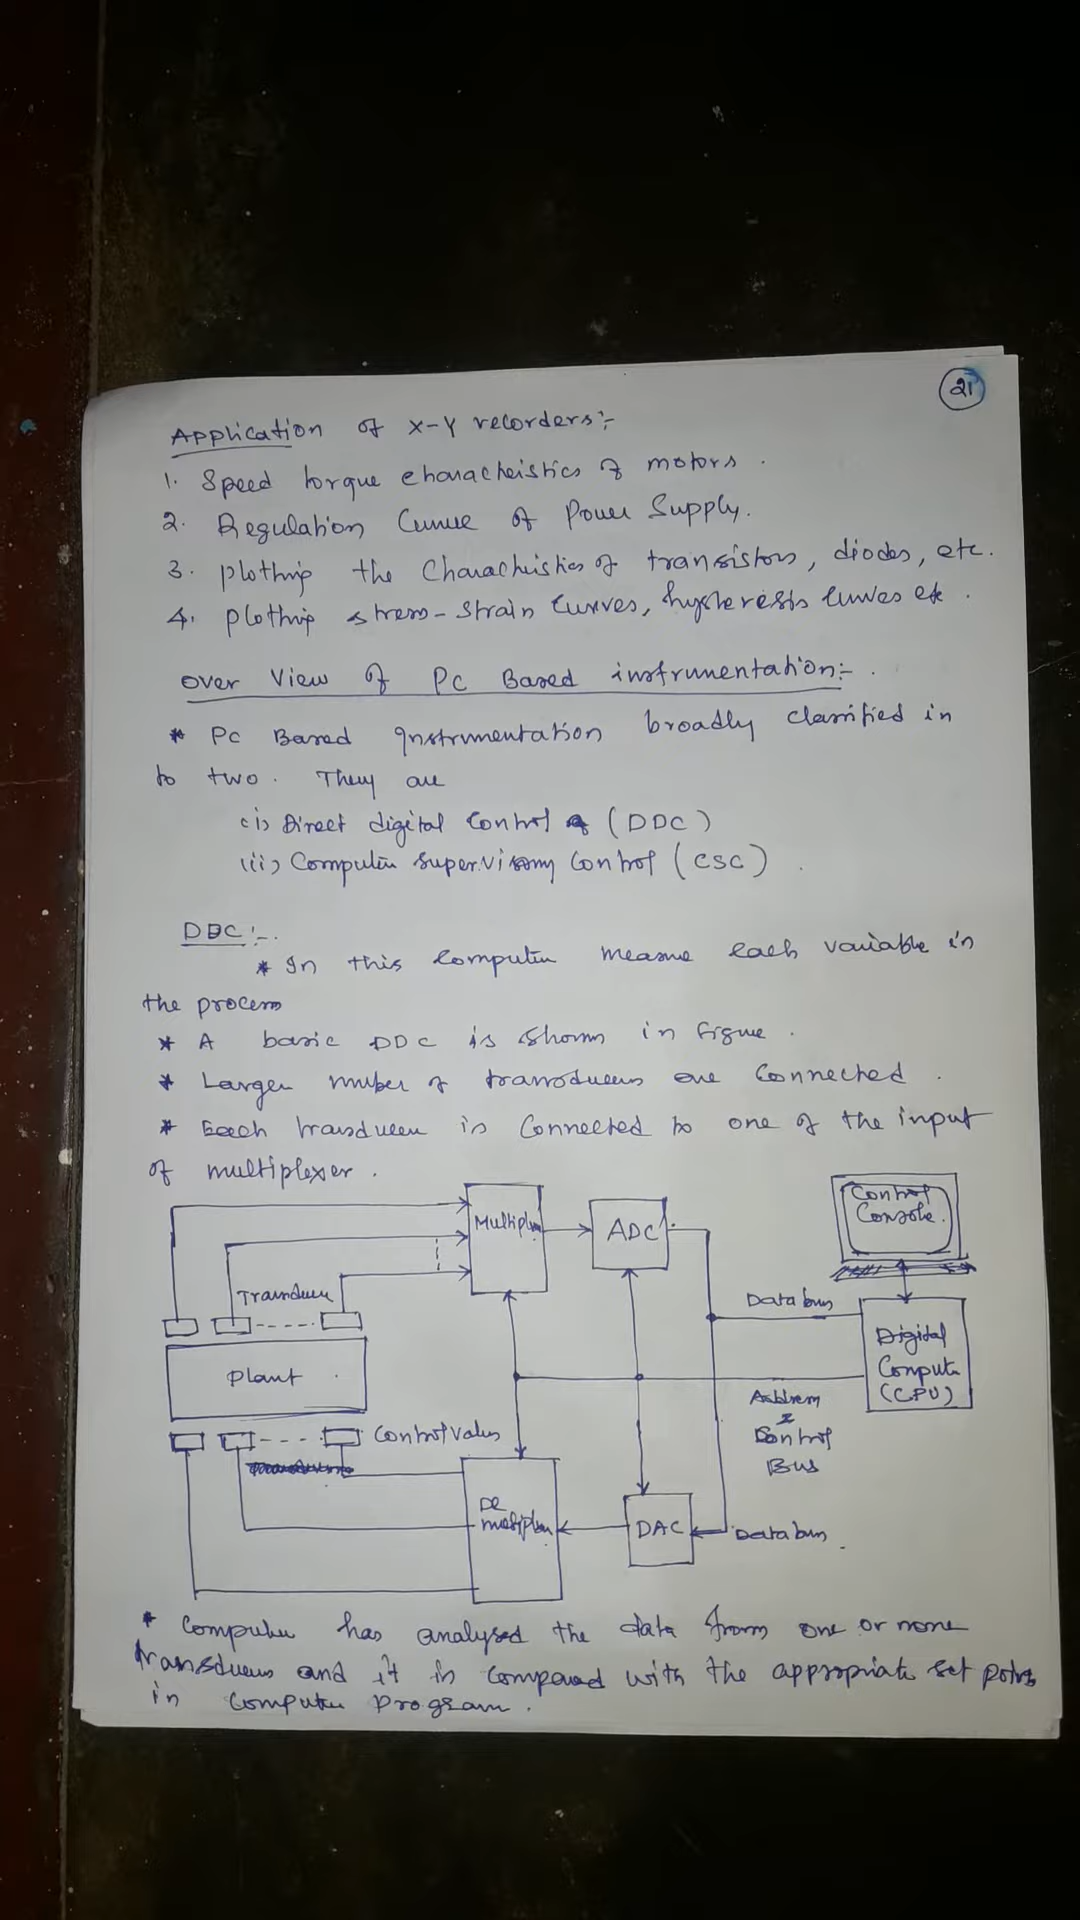 21
Application of X-Y recorders:-
1. Speed torque characteristics of motors.
2. Regulation Curve of Power Supply.
3. plotting the Characteristics of transistors, diodes, etc.
4. plotting stress-strain Curves, hysteresis Curves etc.
Over View of PC Based instrumentation:-
* PC Based Instrumentation broadly classified in
to two. They are
(i) Direct digital Control (DDC)
(ii) Computer supervisory Control (CSC)
DDC:-
* In this Computer measure each variable in
the process
* A basic DDC is shown in figure.
* Larger number of transducers are Connected.
* Each transducer is Connected to one of the input
of multiplexer.
Control
Console.
Multiplexer
ADC
Transducer
Data bus
Digital
Computer
(CPU)
Plant
Address
&
Control
Bus
Control valves
De
multiplexer
DAC
Data bus
* Computer has analysed the data from one or more
transducers and it is compared with the appropriate set points
in Computer program.